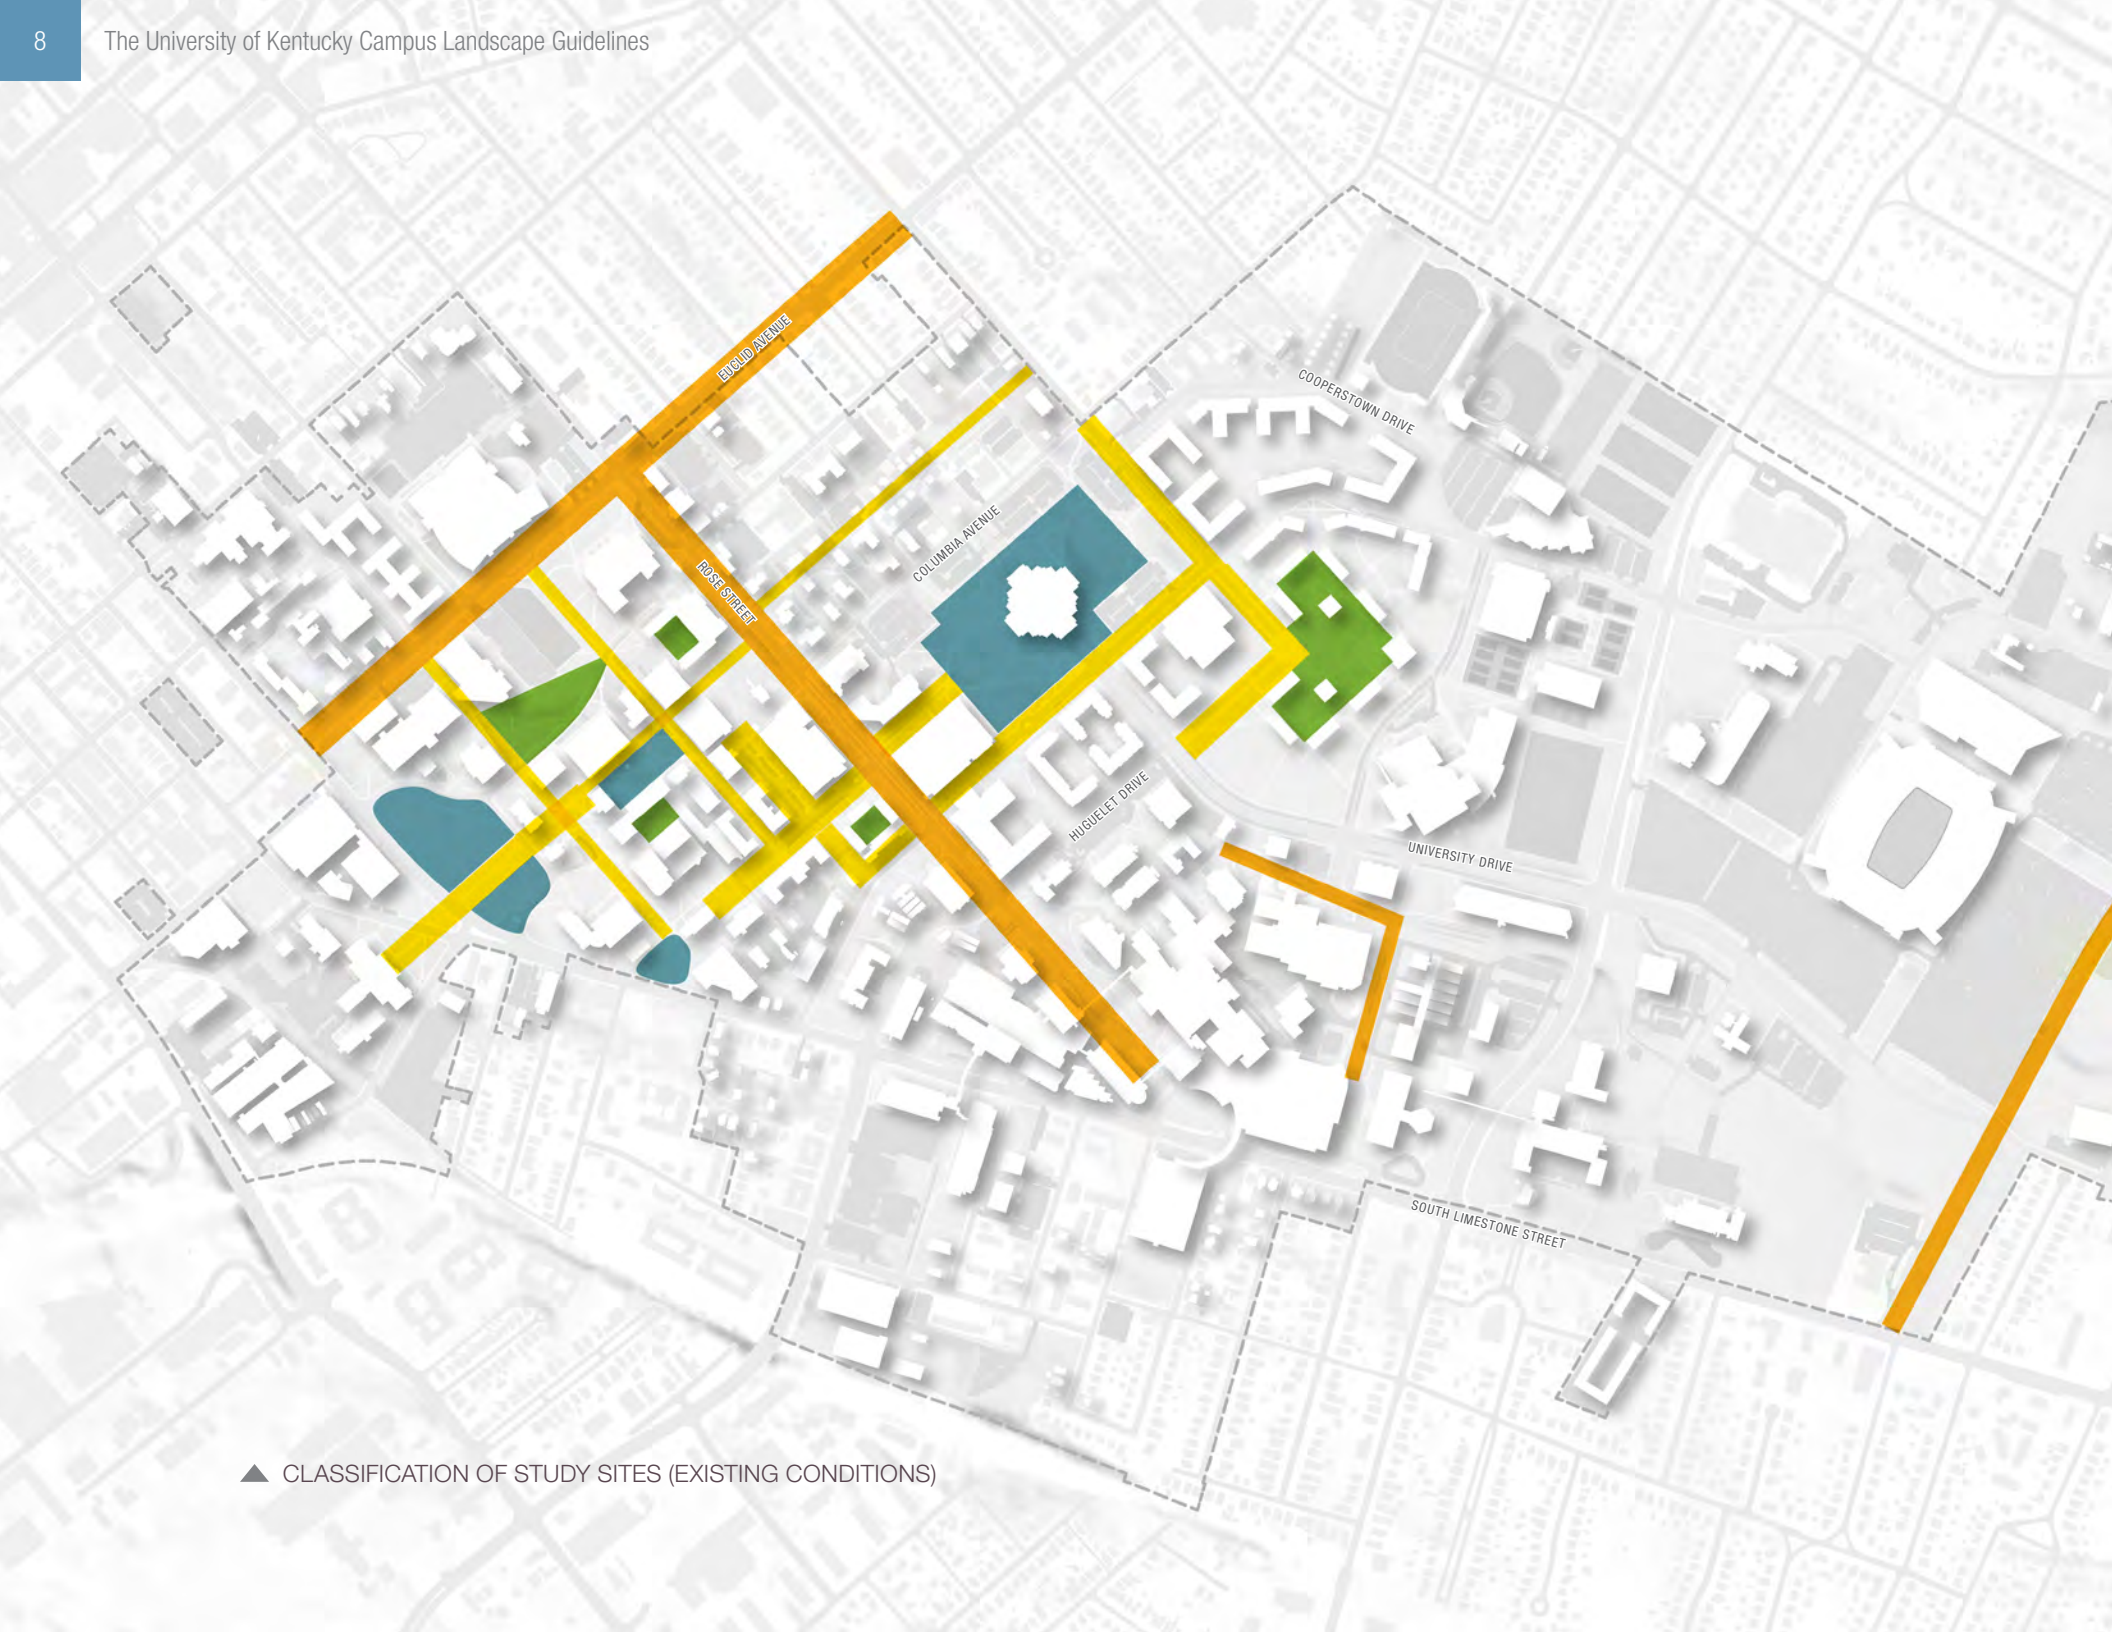 8
The University of Kentucky Campus Landscape Guidelines
EUCLID AVENUE
COOPERSTOWN DRIVE
COLUMBIA AVENUE
ROSE STREET
HUGUELET DRIVE
UNIVERSITY DRIVE
SOUTH LIMESTONE STREET
CLASSIFICATION OF STUDY SITES (EXISTING CONDITIONS)